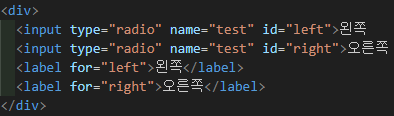 <div>
<input type="radio" name="test" id="left">왼쪽
<input type="radio" name="test" id="right">오른쪽
<label for="left">왼쪽</label>
<label for="right">오른쪽</label>
</div>